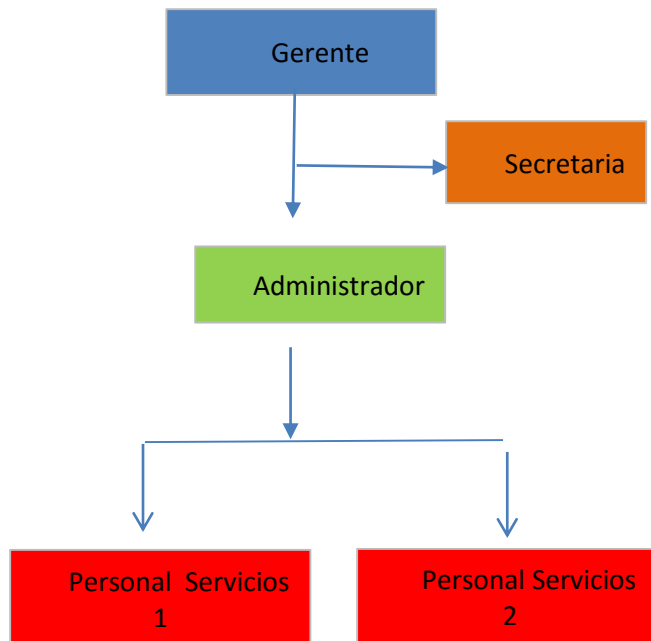 Gerente
Secretaria
Administrador
Personal Servicios
1
Personal Servicios
2